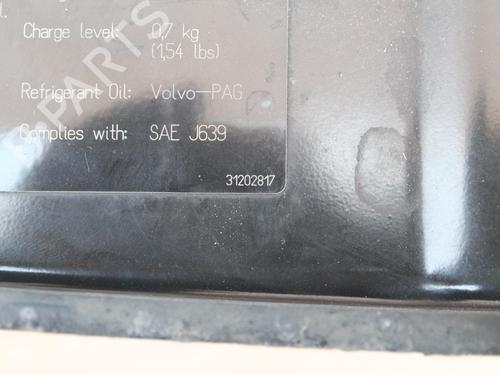 Charge level: 0,7 kg
(1,54 lbs)
Refrigerant Oil: Volvo-PAG
Complies with: SAE J639
31202817